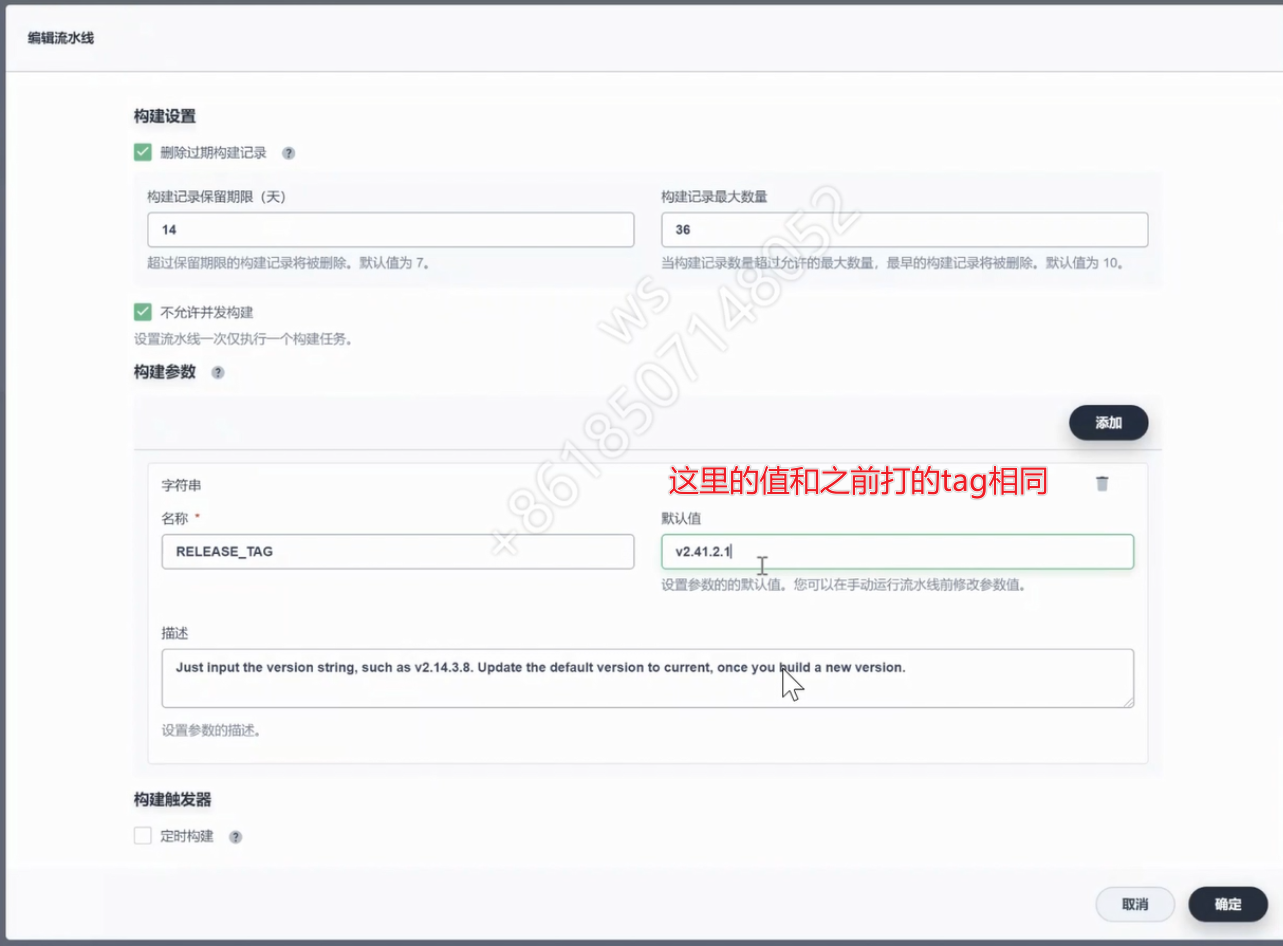 编辑流水线
构建设置
删除过期构建记录 ?
构建记录保留期限（天） 构建记录最大数量
14 36
超过保留期限的构建记录将被删除。默认值为 7。 当构建记录数量超过允许的最大数量，最早的构建记录将被删除。默认值为 10。
不允许并发构建
设置流水线一次仅执行一个构建任务。
构建参数 ?
添加
字符串 这里的值和之前打的tag相同
名称 * 默认值
RELEASE_TAG v2.41.2.1
设置参数的的默认值。您可以在手动运行流水线前修改参数值。
描述
Just input the version string, such as v2.14.3.8. Update the default version to current, once you build a new version.
设置参数的描述。
构建触发器
定时构建 ?
取消 确定
ws
+8618507148052